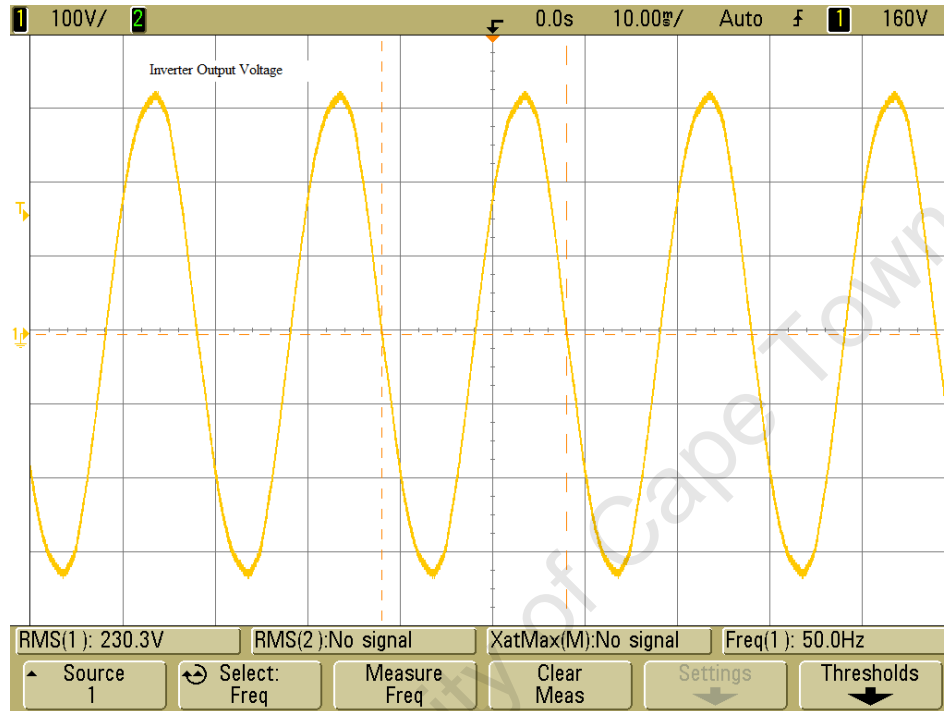 1 100V/ 2 0.0s 10.00m/ Auto 1 160V
Inverter Output Voltage
T
1
RMS(1): 230.3V RMS(2):No signal XatMax(M):No signal Freq(1): 50.0Hz
Source Select: Measure Clear Settings Thresholds
1 Freq Freq Meas
University of Cape Town